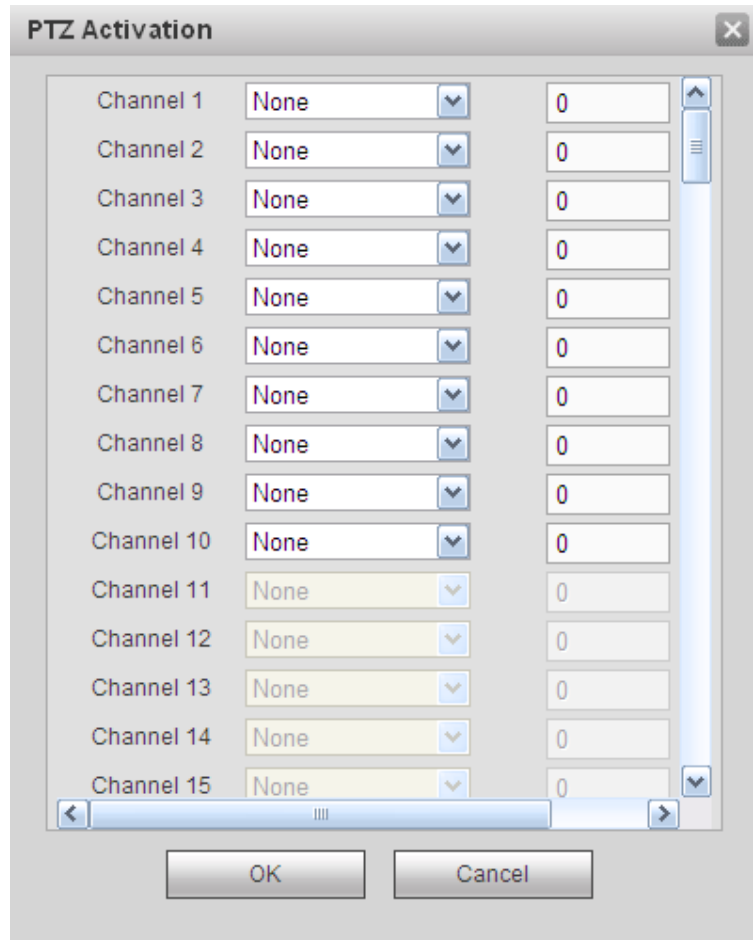 PTZ Activation
Channel 1 None 0
Channel 2 None 0
Channel 3 None 0
Channel 4 None 0
Channel 5 None 0
Channel 6 None 0
Channel 7 None 0
Channel 8 None 0
Channel 9 None 0
Channel 10 None 0
Channel 11 None 0
Channel 12 None 0
Channel 13 None 0
Channel 14 None 0
Channel 15 None 0
OK Cancel